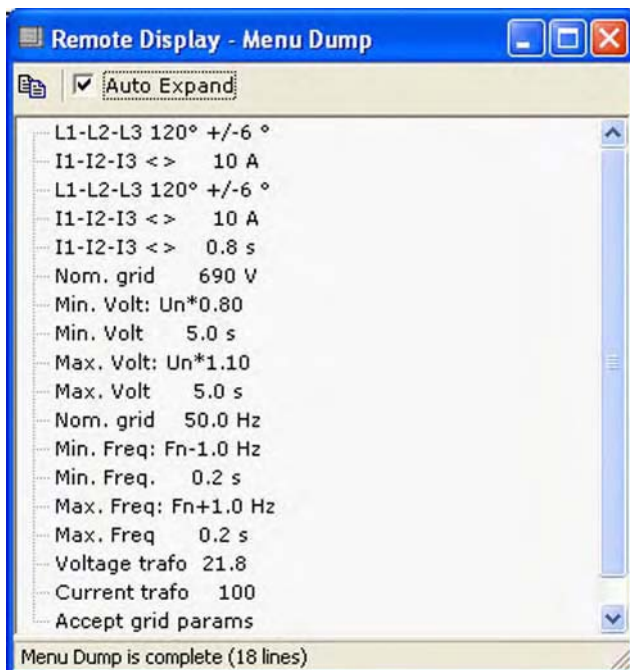 Remote Display - Menu Dump
Auto Expand
L1-L2-L3 120° +/-6 °
I1-I2-I3 < > 10 A
L1-L2-L3 120° +/-6 °
I1-I2-I3 < > 10 A
I1-I2-I3 < > 0.8 s
Nom. grid 690 V
Min. Volt: Un*0.80
Min. Volt 5.0 s
Max. Volt: Un*1.10
Max. Volt 5.0 s
Nom. grid 50.0 Hz
Min. Freq: Fn-1.0 Hz
Min. Freq. 0.2 s
Max. Freq: Fn+1.0 Hz
Max. Freq 0.2 s
Voltage trafo 21.8
Current trafo 100
Accept grid params
Menu Dump is complete (18 lines)